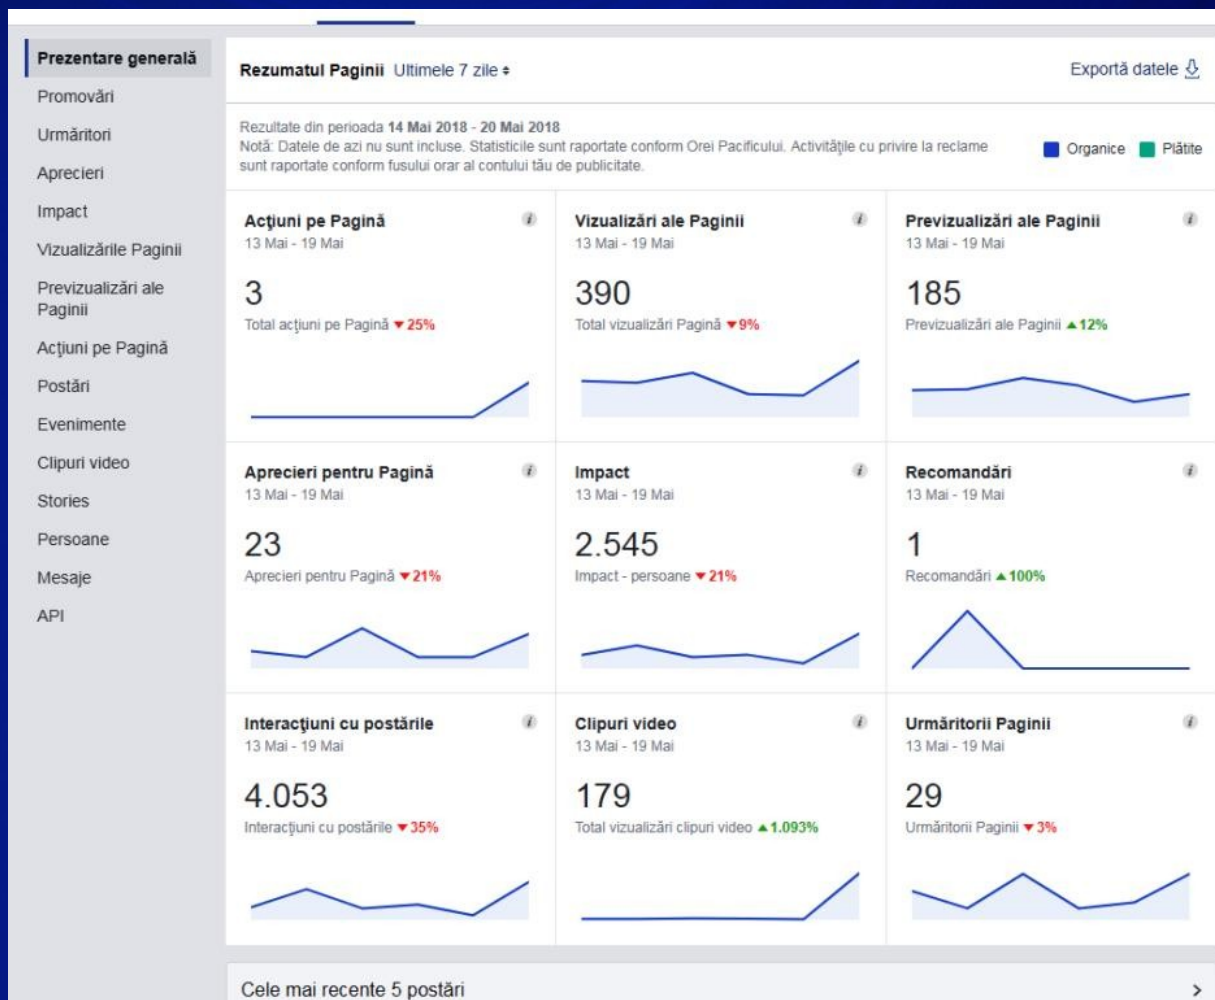 Prezentare generală
Promovări
Urmăritori
Aprecieri
Impact
Vizualizările Paginii
Previzualizări ale
Paginii
Acţiuni pe Pagină
Postări
Evenimente
Clipuri video
Stories
Persoane
Mesaje
API
Rezumatul Paginii Ultimele 7 zile
Exportă datele
Rezultate din perioada 14 Mai 2018 - 20 Mai 2018
Notă: Datele de azi nu sunt incluse. Statisticile sunt raportate conform Orei Pacificului. Activităţile cu privire la reclame
sunt raportate conform fusului orar al contului tău de publicitate.
Organice Plătite
Acţiuni pe Pagină
13 Mai - 19 Mai
3
Total acţiuni pe Pagină ▼25%
Vizualizări ale Paginii
13 Mai - 19 Mai
390
Total vizualizări Pagină ▼9%
Previzualizări ale Paginii
13 Mai - 19 Mai
185
Previzualizări ale Paginii ▲12%
Aprecieri pentru Pagină
13 Mai - 19 Mai
23
Aprecieri pentru Pagină ▼21%
Impact
13 Mai - 19 Mai
2.545
Impact - persoane ▼21%
Recomandări
13 Mai - 19 Mai
1
Recomandări ▲100%
Interacţiuni cu postările
13 Mai - 19 Mai
4.053
Interacţiuni cu postările ▼35%
Clipuri video
13 Mai - 19 Mai
179
Total vizualizări clipuri video ▲1.093%
Urmăritorii Paginii
13 Mai - 19 Mai
29
Urmăritorii Paginii ▼3%
Cele mai recente 5 postări